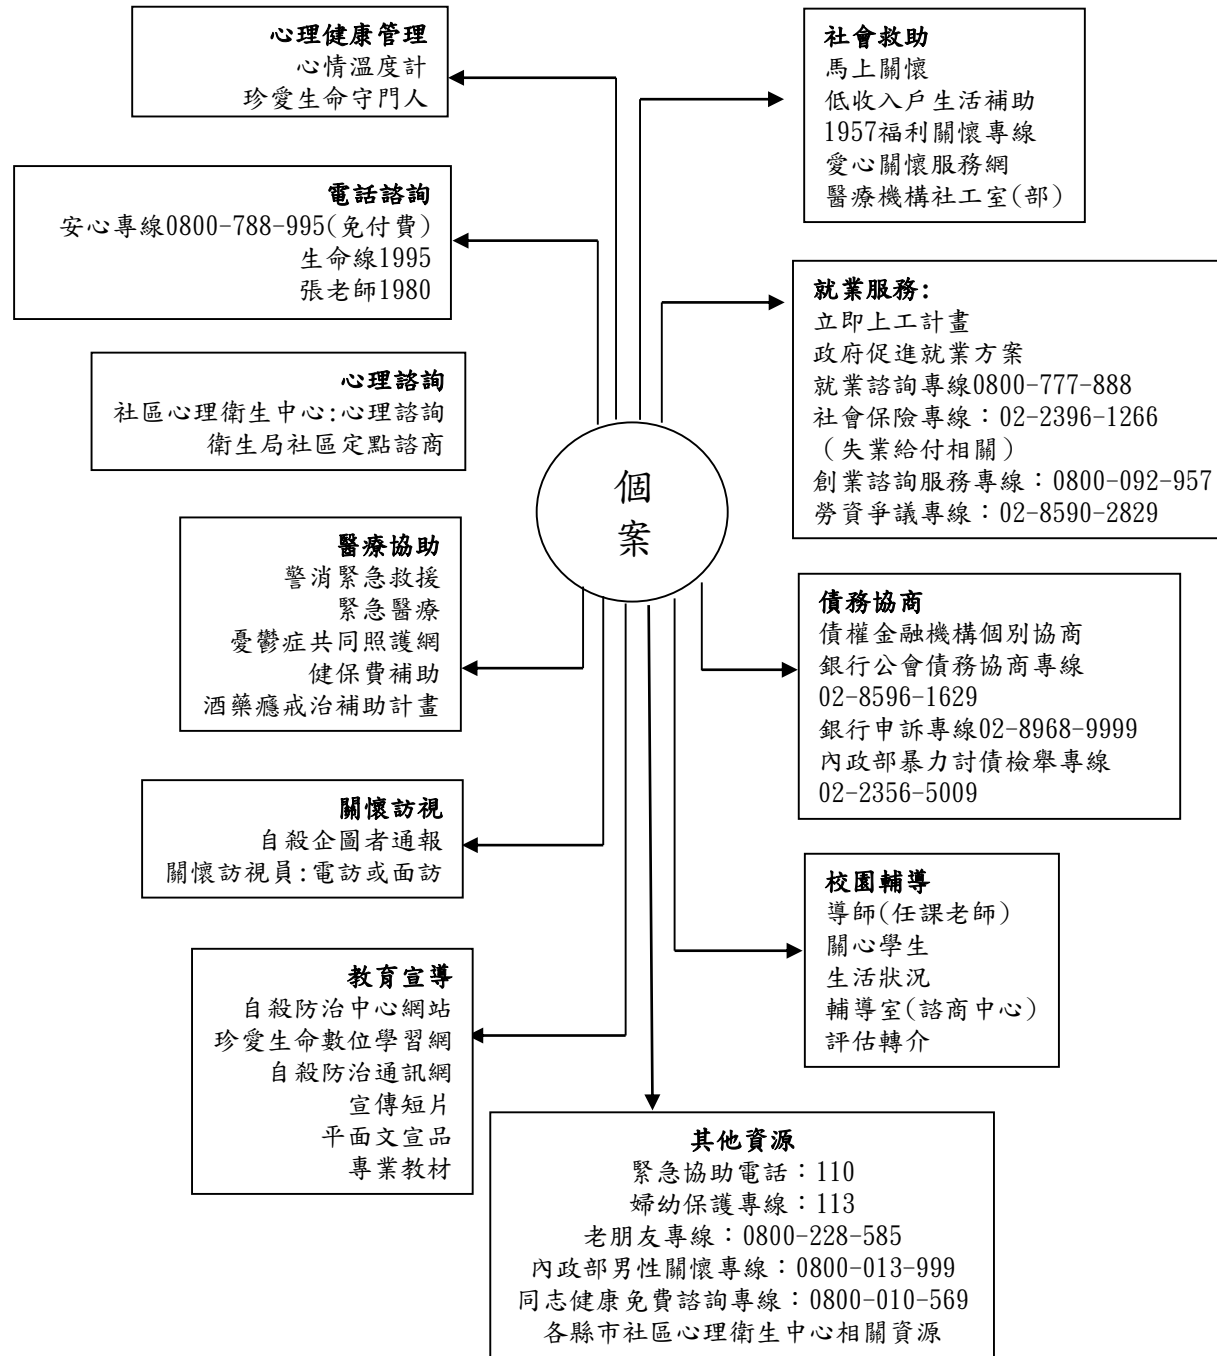 心理健康管理
心情溫度計
珍愛生命守門人
電話諮詢
安心專線0800-788-995(免付費)
生命線1995
張老師1980
心理諮詢
社區心理衛生中心:心理諮詢
衛生局社區定點諮商
醫療協助
警消緊急救援
緊急醫療
憂鬱症共同照護網
健保費補助
酒藥癮戒治補助計畫
關懷訪視
自殺企圖者通報
關懷訪視員:電訪或面訪
教育宣導
自殺防治中心網站
珍愛生命數位學習網
自殺防治通訊網
宣傳短片
平面文宣品
專業教材
個
案
社會救助
馬上關懷
低收入戶生活補助
1957福利關懷專線
愛心關懷服務網
醫療機構社工室(部)
就業服務:
立即上工計畫
政府促進就業方案
就業諮詢專線0800-777-888
社會保險專線：02-2396-1266
（失業給付相關）
創業諮詢服務專線：0800-092-957
勞資爭議專線：02-8590-2829
債務協商
債權金融機構個別協商
銀行公會債務協商專線
02-8596-1629
銀行申訴專線02-8968-9999
內政部暴力討債檢舉專線
02-2356-5009
校園輔導
導師(任課老師)
關心學生
生活狀況
輔導室(諮商中心)
評估轉介
其他資源
緊急協助電話：110
婦幼保護專線：113
老朋友專線：0800-228-585
內政部男性關懷專線：0800-013-999
同志健康免費諮詢專線：0800-010-569
各縣市社區心理衛生中心相關資源